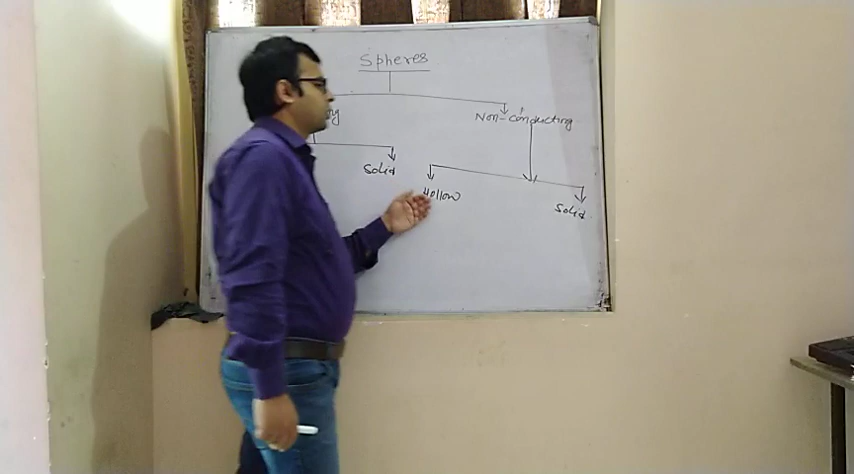 Spheres
Non-conducting
Solid
Hollow
Solid